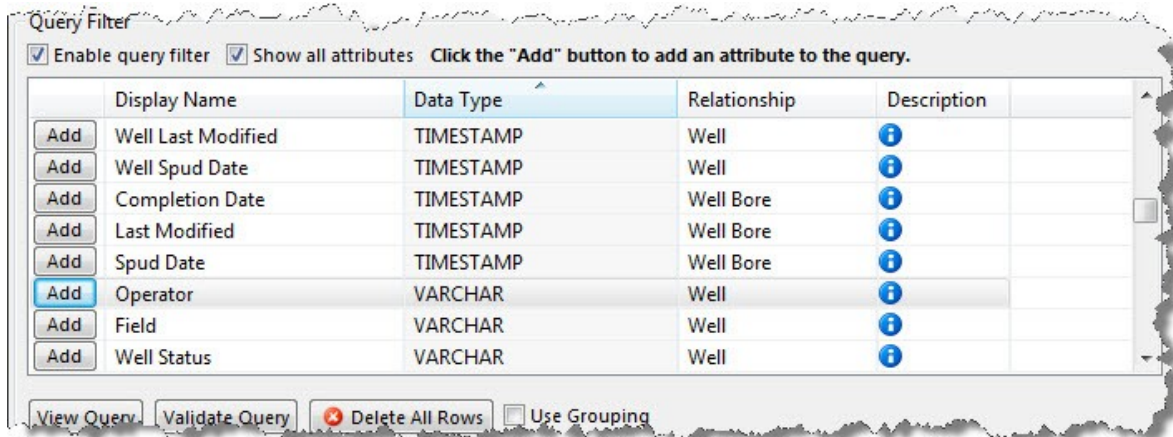 Query Filter
Enable query filter Show all attributes Click the "Add" button to add an attribute to the query.
Display Name Data Type Relationship Description
Add Well Last Modified TIMESTAMP Well
Add Well Spud Date TIMESTAMP Well
Add Completion Date TIMESTAMP Well Bore
Add Last Modified TIMESTAMP Well Bore
Add Spud Date TIMESTAMP Well Bore
Add Operator VARCHAR Well
Add Field VARCHAR Well
Add Well Status VARCHAR Well
View Query Validate Query Delete All Rows Use Grouping